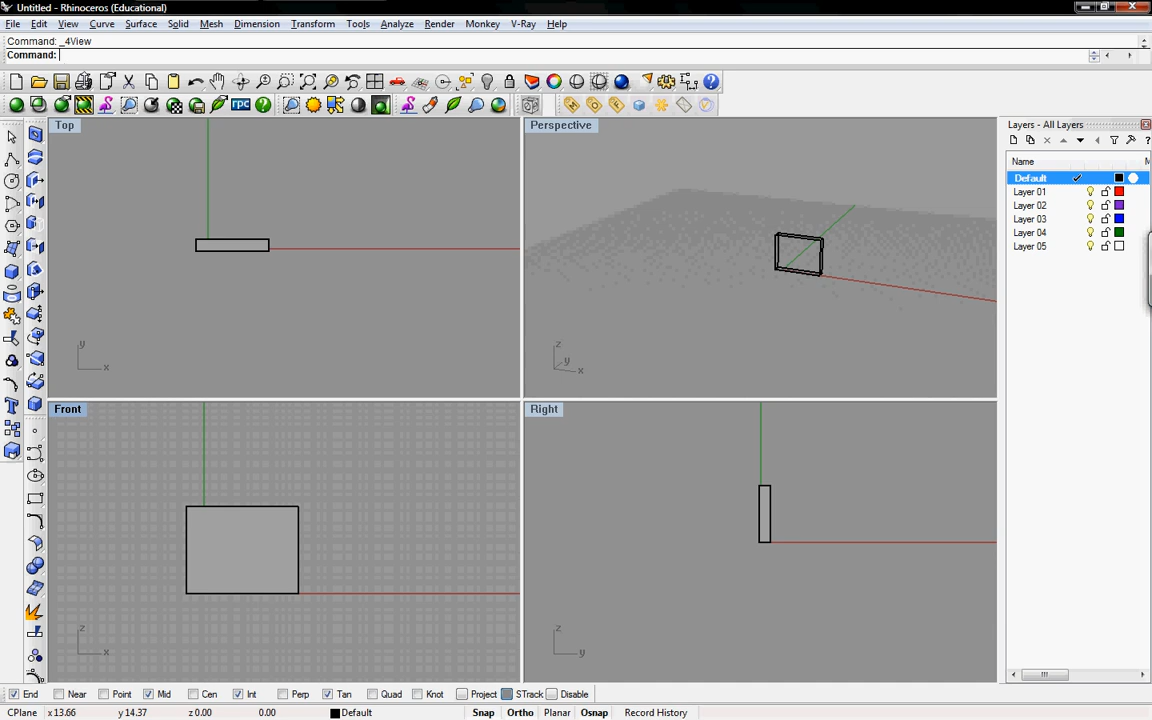 Untitled - Rhinoceros (Educational)
File Edit View Curve Surface Solid Mesh Dimension Transform Tools Analyze Render Monkey V-Ray Help
Command: _4View
Command:
rpc
Top
Perspective
Layers - All Layers
Name M
Default
Layer 01
Layer 02
Layer 03
Layer 04
Layer 05
y
x
z
y
x
Front
Right
z
x
z
y
End Near Point Mid Cen Int Perp Tan Quad Knot Project STrack Disable
CPlane x 13.66 y 14.37 z 0.00 0.00 Default Snap Ortho Planar Osnap Record History